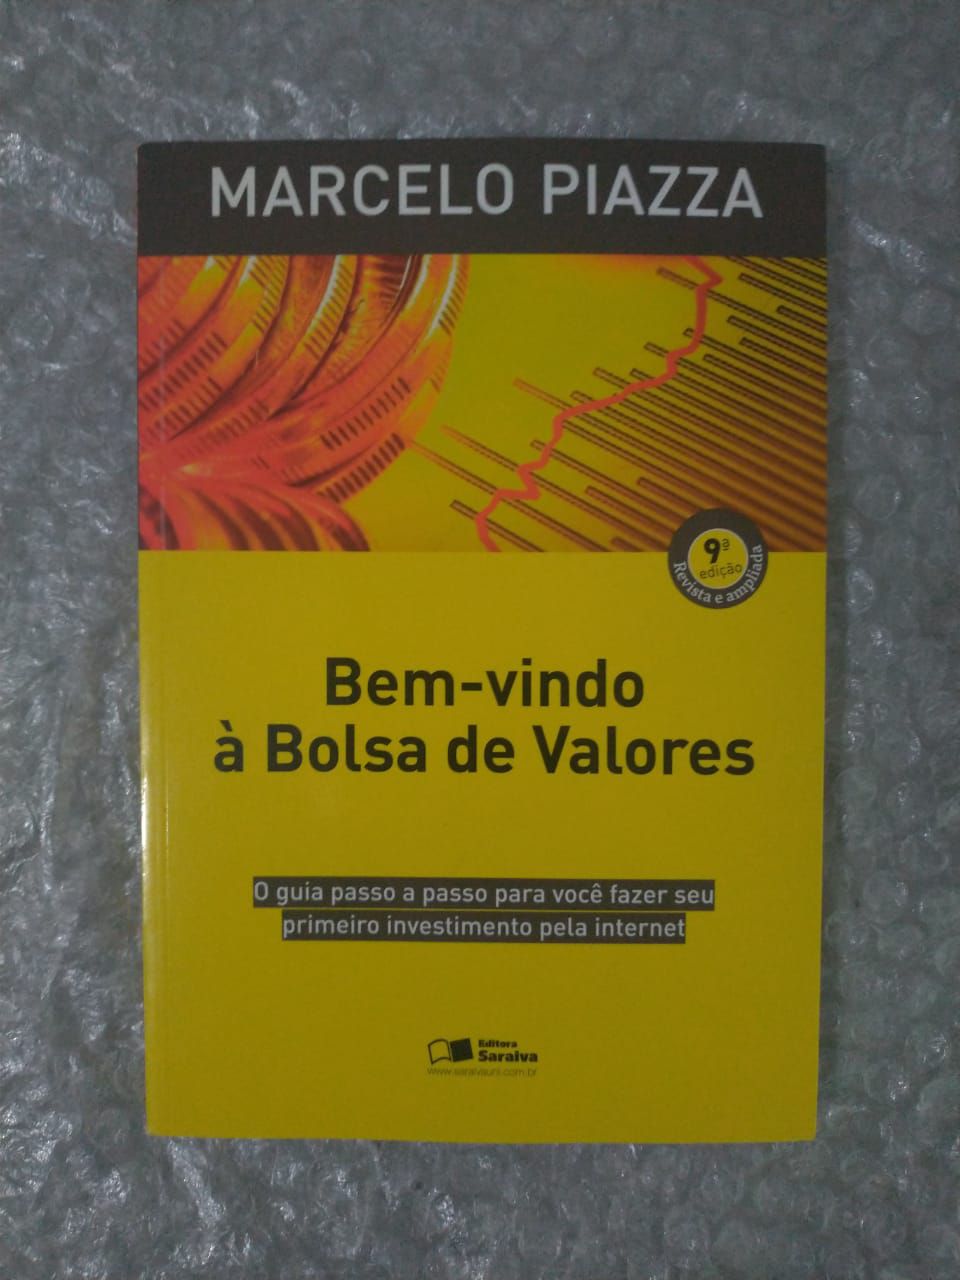 MARCELO PIAZZA
9ª
edição
Revista e ampliada
Bem-vindo
à Bolsa de Valores
O guia passo a passo para você fazer seu
primeiro investimento pela internet
Editora
Saraiva
www.saraivauni.com.br